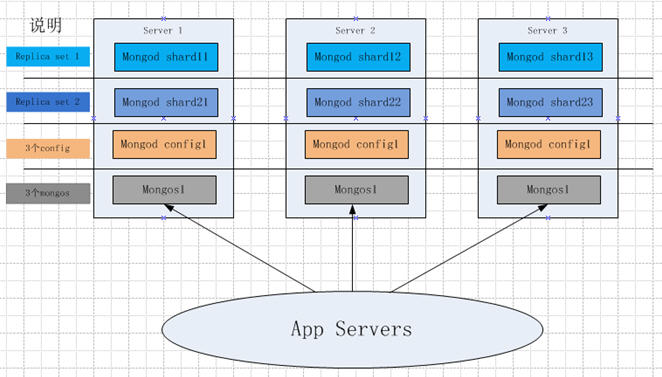 说明
Server 1
Server 2
Server 3
Replica set 1
Mongod shard11
Mongod shard12
Mongod shard13
Replica set 2
Mongod shard21
Mongod shard22
Mongod shard23
3个config
Mongod config1
Mongod config1
Mongod config1
3个mongos
Mongos1
Mongos1
Mongos1
App Servers